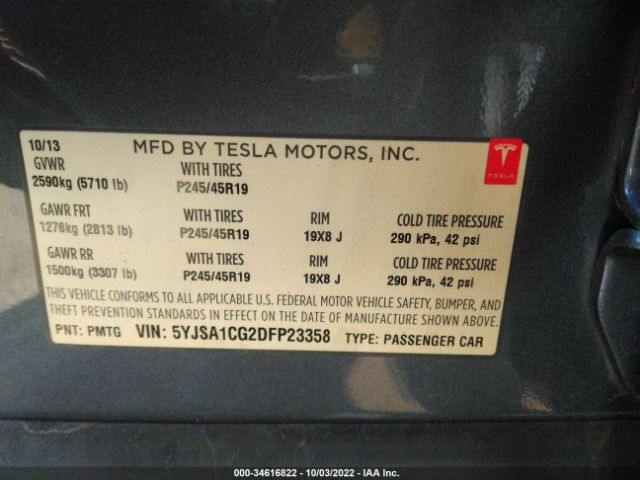 10/13 MFD BY TESLA MOTORS, INC.
GVWR WITH TIRES
2590kg (5710 lb) P245/45R19
TESLA
GAWR FRT WITH TIRES RIM COLD TIRE PRESSURE
1276kg (2813 lb) P245/45R19 19X8 J 290 kPa, 42 psi
GAWR RR WITH TIRES RIM COLD TIRE PRESSURE
1500kg (3307 lb) P245/45R19 19X8 J 290 kPa, 42 psi
THIS VEHICLE CONFORMS TO ALL APPLICABLE U.S. FEDERAL MOTOR VEHICLE SAFETY, BUMPER, AND
THEFT PREVENTION STANDARDS IN EFFECT ON THE DATE OF MANUFACTURE SHOWN ABOVE.
PNT: PMTG VIN: 5YJSA1CG2DFP23358 TYPE: PASSENGER CAR
000-34616822 - 10/03/2022 - IAA Inc.